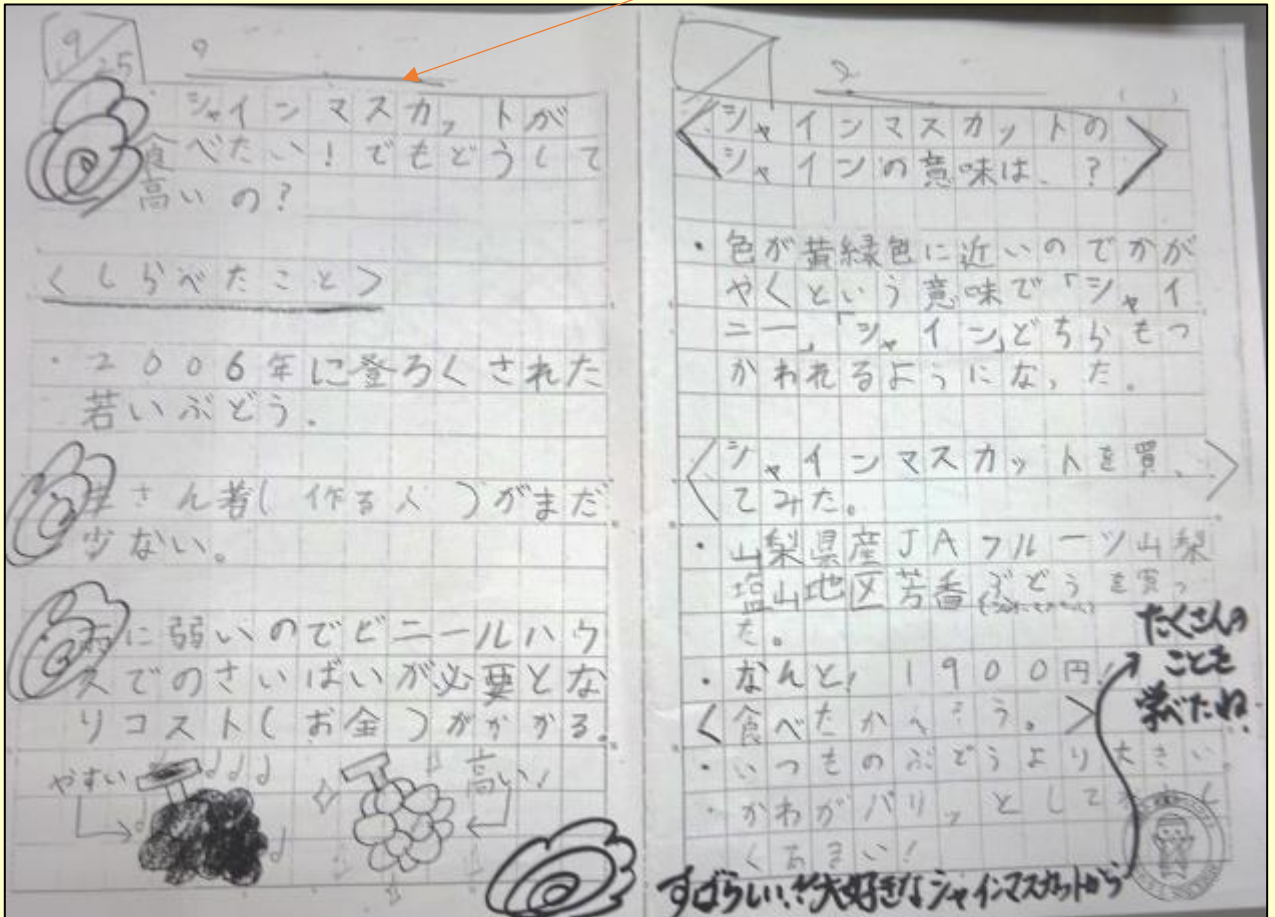 9/25
シャインマスカットが
食べたい!でもどうして
高いの?
<しらべたこと>
・2006年に登ろくされた
若いぶどう。
さん者(作る人)がまだ
少ない。
に弱いのでビニールハウ
スでのさいばいが必要とな
りコスト(お金)がかかる。
やすい
高い!
<シャインマスカットの
シャインの意味は、?>
・色が黄緑色に近いのでかが
やくという意味で「シャイ
ニー」「シャイン」どちらもつ
かわれるようになった。
<シャインマスカットを買っ
てみた。>
・山梨県産JAフルーツ山梨
塩山地区芳香ぶどうを買っ
た。
・なんと!1900円!
<食べたかんそう。>
・いつものぶどうより大きい。
・かわがパリッとして
くあまい!
すばらしい!!大好きなシャインマスカットから
たくさんの
ことを
学べたね。